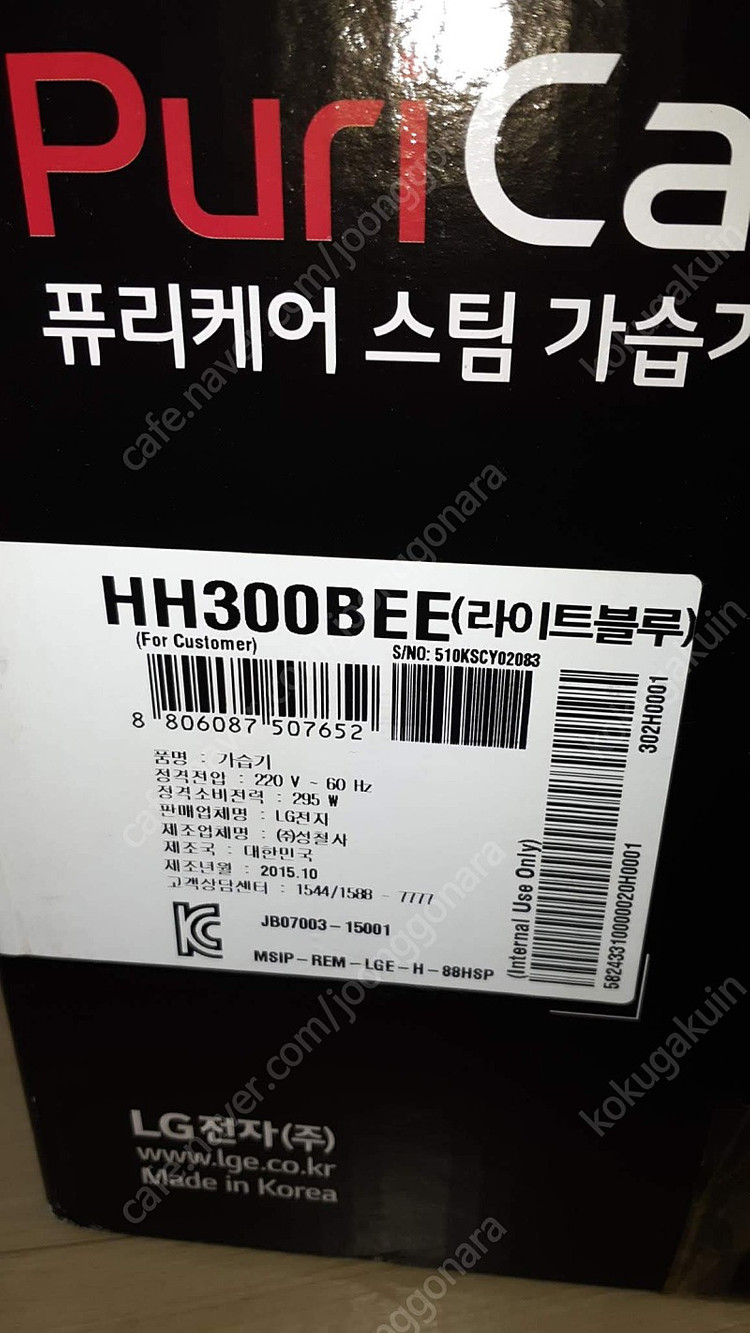 PuriCa
퓨리케어 스팀 가습
HH300BEE(라이트블루)
(For Customer)
S/NO: 510KSCY02083
8 806087 507652
302H0001
품명 : 가습기
정격전압 : 220 V ~ 60 Hz
정격소비전력 : 295 W
판매업체명 : LG전자
제조업체명 : ㈜성철사
제조국 : 대한민국
제조년월 : 2015.10
고객상담센터 : 1544/1588 - 7777
JB07003-15001
MSIP-REM-LGE-H-88HSP
(Internal Use Only)
58243310000020H0001
LG전자(주)
www.lge.co.kr
Made in Korea
cafe.naver.com/joonggonara
kokugakuin